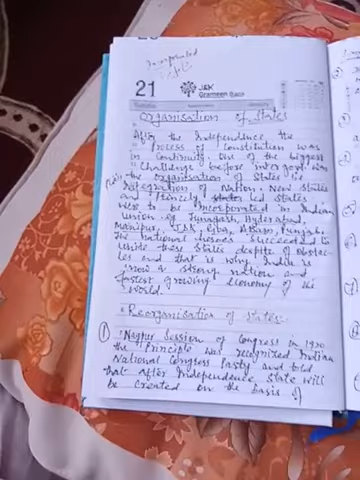 Incorporated
21
J&K
Grameen Bank
organisation of states
After the Independence the
process of Constitution was
in continuity. One of the biggest
challenge before inter govt was
the organisation of States i.e
Integration of Nation. New states
and Princely states
were to be Incorporated in Indian
Union eg Junagarh, Hyderabad,
Manipur, J&K, Goa, Assam, Punjab.
The national heroes succeeded to
unite these States despite of obstac-
les and that is why India is
now a strong nation and
fastest growing economy of the
World.
Reorganisation of states:
① Nagpur Session of Congress in 1920
the Principle was recognized Indian
National Congress Party and told
that after Independence State will
be created on the basis of